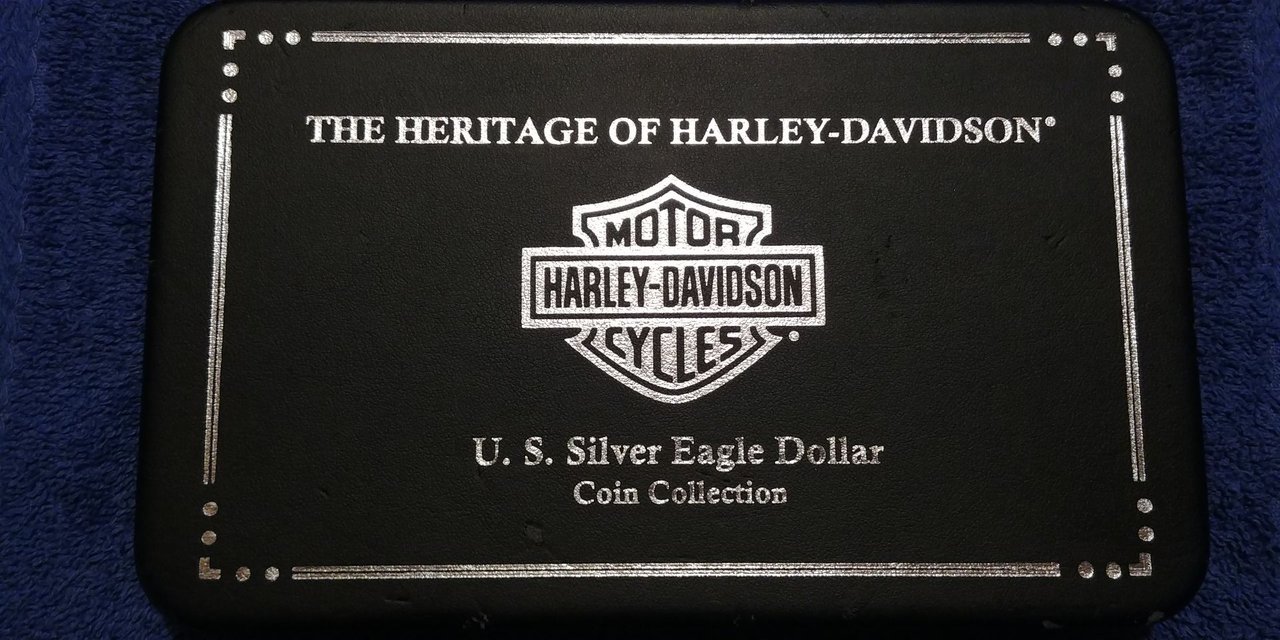 THE HERITAGE OF HARLEY-DAVIDSON®
MOTOR
HARLEY-DAVIDSON
CYCLES
U. S. Silver Eagle Dollar
Coin Collection